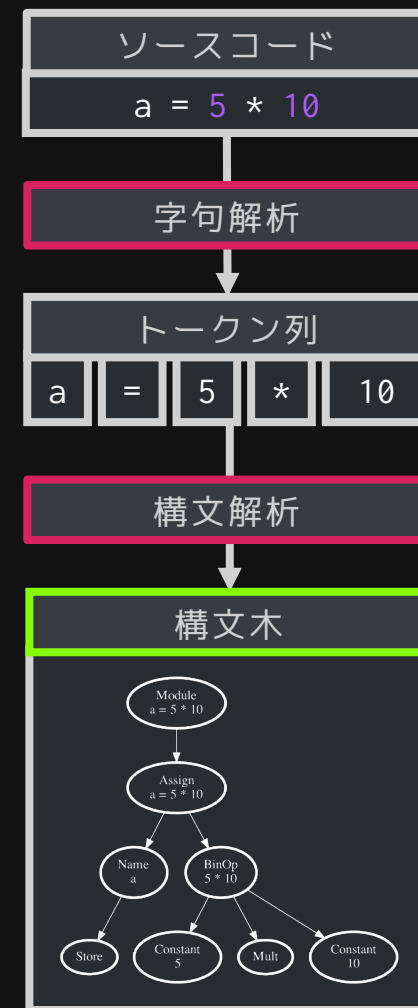 ソースコード
a = 5 * 10
字句解析
トークン列
a = 5 * 10
構文解析
構文木
Module
a = 5 * 10
Assign
a = 5 * 10
Name
a
BinOp
5 * 10
Store
Constant
5
Mult
Constant
10